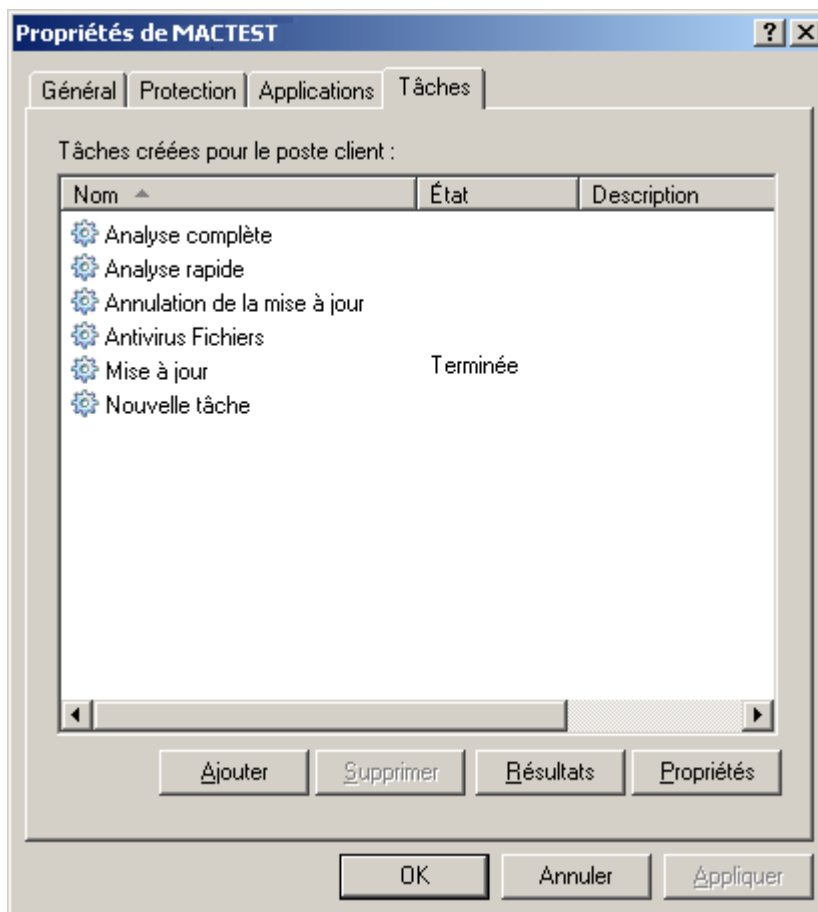 Propriétés de MACTEST
Général Protection Applications Tâches
Tâches créées pour le poste client :
Nom État Description
Analyse complète
Analyse rapide
Annulation de la mise à jour
Antivirus Fichiers
Mise à jour Terminée
Nouvelle tâche
Ajouter Supprimer Résultats Propriétés
OK Annuler Appliquer